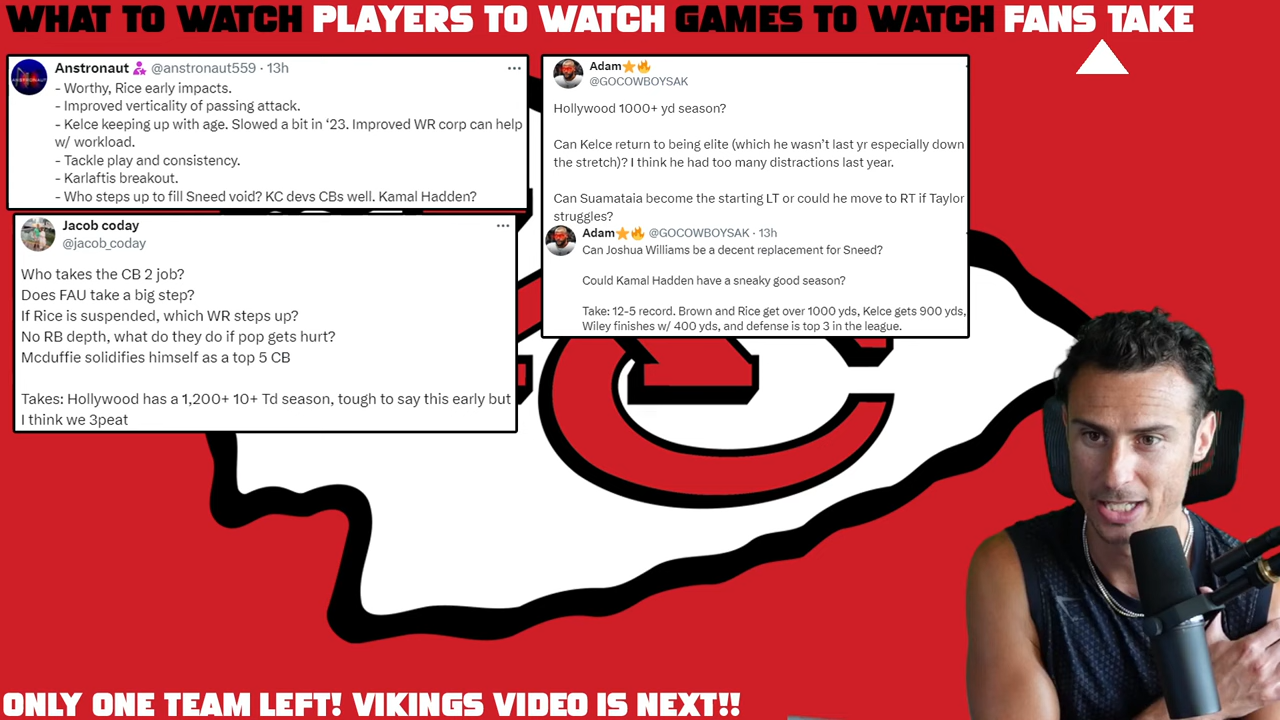 WHAT TO WATCH PLAYERS TO WATCH GAMES TO WATCH FANS TAKE
Anstronaut @anstronaut559 · 13h
- Worthy, Rice early impacts.
- Improved verticality of passing attack.
- Kelce keeping up with age. Slowed a bit in ‘23. Improved WR corp can help
w/ workload.
- Tackle play and consistency.
- Karlaftis breakout.
- Who steps up to fill Sneed void? KC devs CBs well. Kamal Hadden?
Jacob coday
@jacob_coday
Who takes the CB 2 job?
Does FAU take a big step?
If Rice is suspended, which WR steps up?
No RB depth, what do they do if pop gets hurt?
Mcduffie solidifies himself as a top 5 CB
Takes: Hollywood has a 1,200+ 10+ Td season, tough to say this early but
I think we 3peat
Adam⭐🔥
@GOCOWBOYSAK
Hollywood 1000+ yd season?
Can Kelce return to being elite (which he wasn’t last yr especially down
the stretch)? I think he had too many distractions last year.
Can Suamataia become the starting LT or could he move to RT if Taylor
struggles?
Adam⭐🔥 @GOCOWBOYSAK · 13h
Can Joshua Williams be a decent replacement for Sneed?
Could Kamal Hadden have a sneaky good season?
Take: 12-5 record. Brown and Rice get over 1000 yds, Kelce gets 900 yds,
Wiley finishes w/ 400 yds, and defense is top 3 in the league.
ONLY ONE TEAM LEFT! VIKINGS VIDEO IS NEXT!!